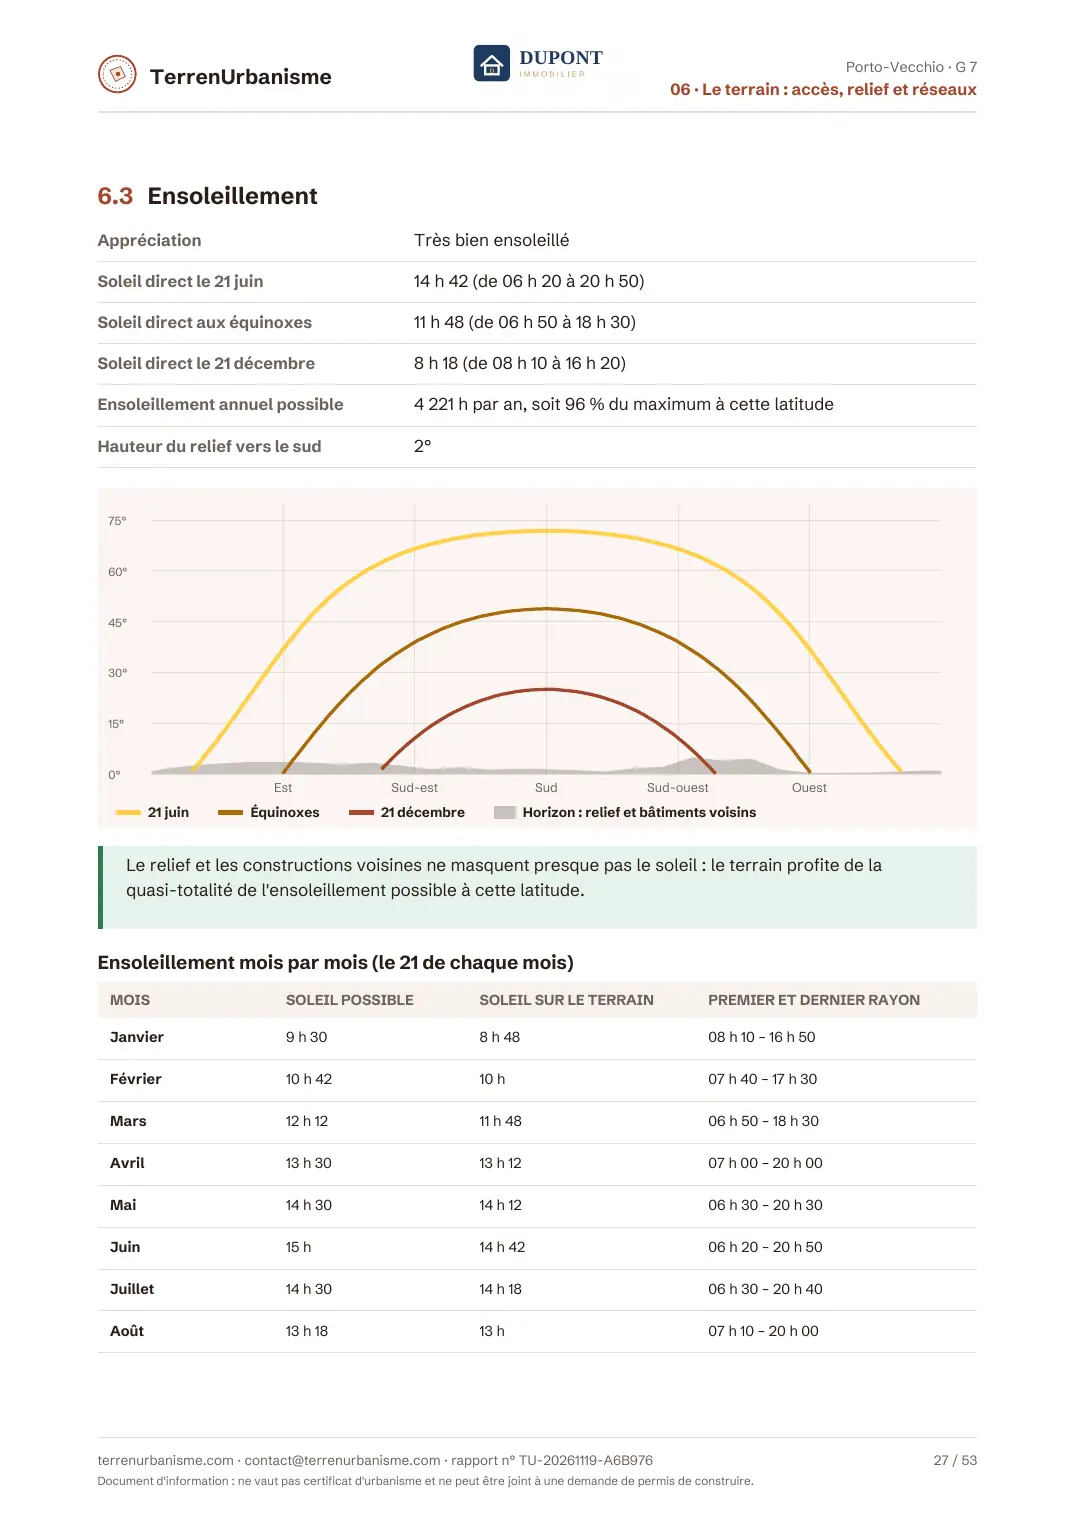 TerrenUrbanisme
DUPONT
IMMOBILIER
Porto-Vecchio · G 7
06 · Le terrain : accès, relief et réseaux
6.3 Ensoleillement
Appréciation Très bien ensoleillé
Soleil direct le 21 juin 14 h 42 (de 06 h 20 à 20 h 50)
Soleil direct aux équinoxes 11 h 48 (de 06 h 50 à 18 h 30)
Soleil direct le 21 décembre 8 h 18 (de 08 h 10 à 16 h 20)
Ensoleillement annuel possible 4 221 h par an, soit 96 % du maximum à cette latitude
Hauteur du relief vers le sud 2°
75°
60°
45°
30°
15°
0°
Est Sud-est Sud Sud-ouest Ouest
21 juin Équinoxes 21 décembre Horizon : relief et bâtiments voisins
Le relief et les constructions voisines ne masquent presque pas le soleil : le terrain profite de la
quasi-totalité de l'ensoleillement possible à cette latitude.
Ensoleillement mois par mois (le 21 de chaque mois)
MOIS SOLEIL POSSIBLE SOLEIL SUR LE TERRAIN PREMIER ET DERNIER RAYON
Janvier 9 h 30 8 h 48 08 h 10 – 16 h 50
Février 10 h 42 10 h 07 h 40 – 17 h 30
Mars 12 h 12 11 h 48 06 h 50 – 18 h 30
Avril 13 h 30 13 h 12 07 h 00 – 20 h 00
Mai 14 h 30 14 h 12 06 h 30 – 20 h 30
Juin 15 h 14 h 42 06 h 20 – 20 h 50
Juillet 14 h 30 14 h 18 06 h 30 – 20 h 40
Août 13 h 18 13 h 07 h 10 – 20 h 00
terrenurbanisme.com · contact@terrenurbanisme.com · rapport n° TU-20261119-A6B976 27 / 53
Document d'information : ne vaut pas certificat d'urbanisme et ne peut être joint à une demande de permis de construire.